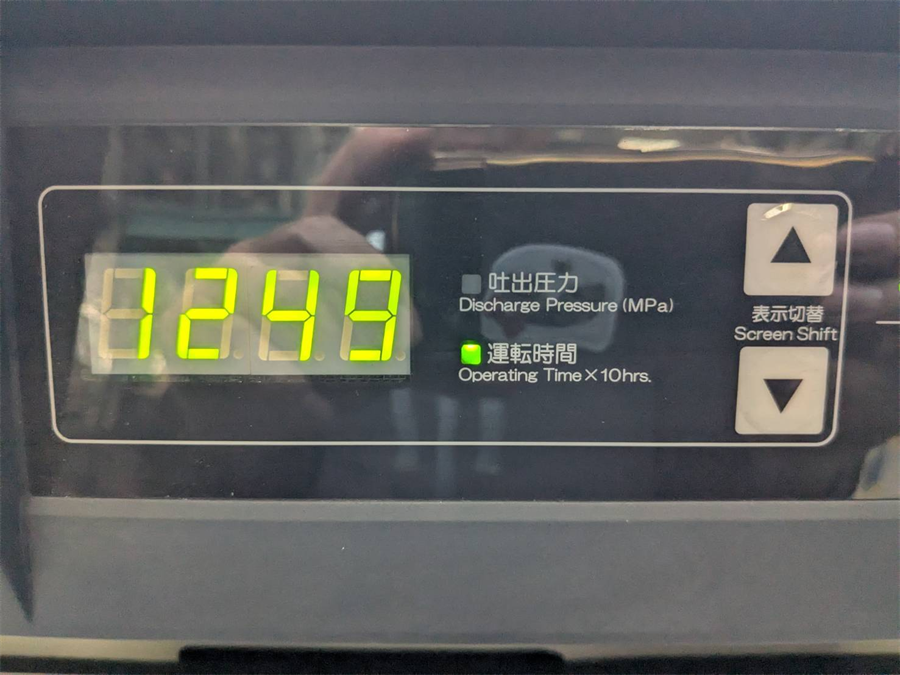 1249
吐出圧力
Discharge Pressure (MPa)
運転時間
Operating Time×10hrs.
表示切替
Screen Shift